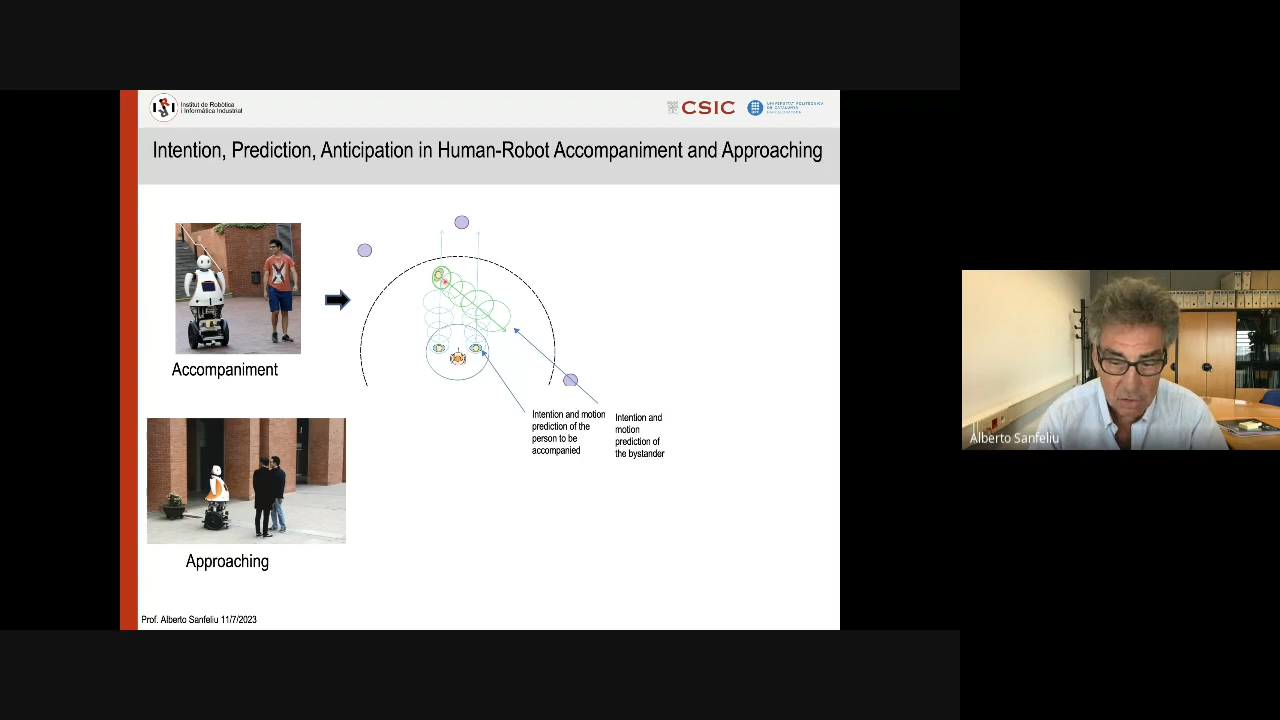 Institut de Robòtica
i Informàtica Industrial
CSIC
UNIVERSITAT POLITÈCNICA
DE CATALUNYA
BARCELONATECH
Intention, Prediction, Anticipation in Human-Robot Accompaniment and Approaching
Accompaniment
Intention and motion
prediction of the
person to be
accompanied
Intention and
motion
prediction of
the bystander
Approaching
Prof. Alberto Sanfeliu 11/7/2023
Alberto Sanfeliu